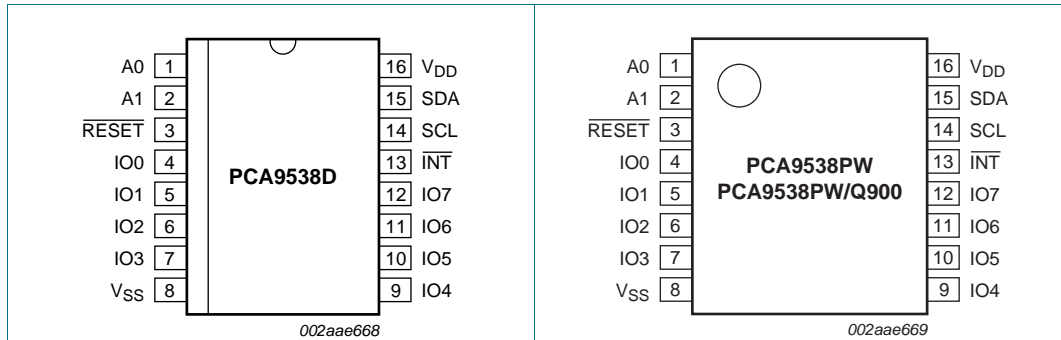 A0 1 16 VDD
A1 2 15 SDA
RESET 3 14 SCL
IO0 4 13 INT
PCA9538D
IO1 5 12 IO7
IO2 6 11 IO6
IO3 7 10 IO5
VSS 8 9 IO4
002aae668
A0 1 16 VDD
A1 2 15 SDA
RESET 3 14 SCL
IO0 4 13 INT
PCA9538PW
PCA9538PW/Q900
IO1 5 12 IO7
IO2 6 11 IO6
IO3 7 10 IO5
VSS 8 9 IO4
002aae669